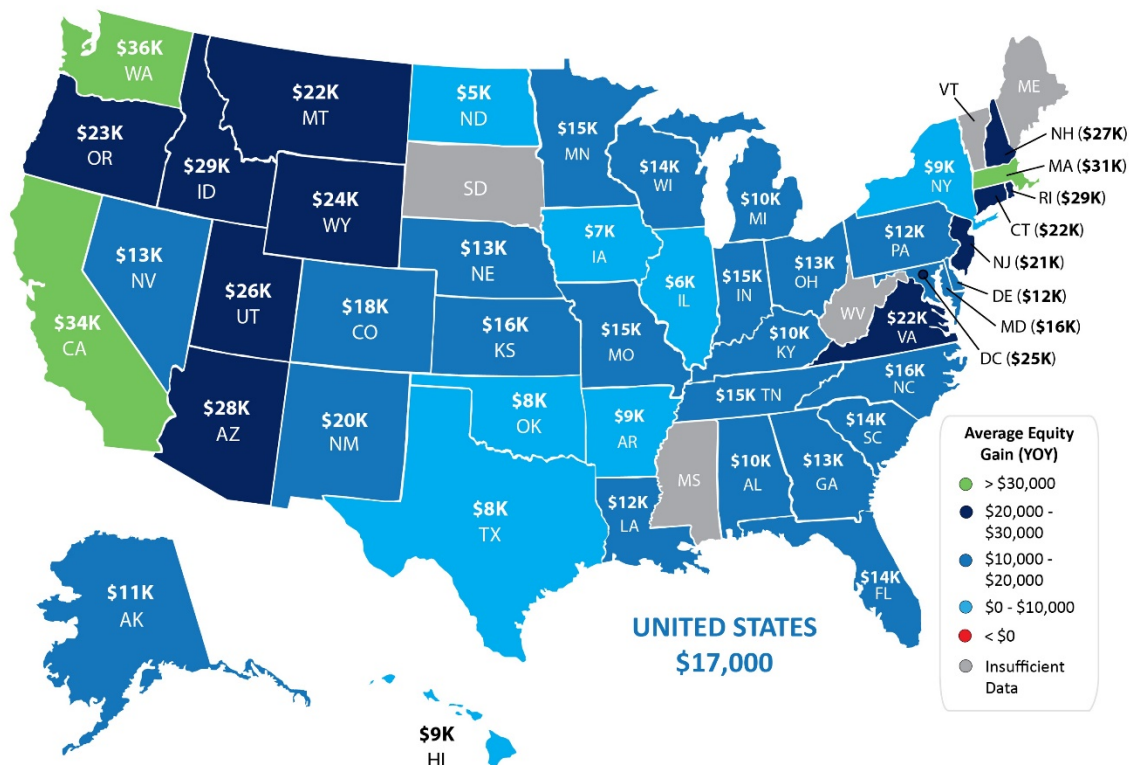 $36K
WA
$23K
OR
$34K
CA
$13K
NV
$29K
ID
$22K
MT
$24K
WY
$26K
UT
$28K
AZ
$18K
CO
$20K
NM
$5K
ND
SD
$13K
NE
$16K
KS
$8K
OK
$8K
TX
$15K
MN
$7K
IA
$15K
MO
$9K
AR
$12K
LA
$14K
WI
$6K
IL
$10K
MI
$15K
IN
$13K
OH
$10K
KY
$15K TN
MS
$10K
AL
$13K
GA
$14K
FL
$14K
SC
$16K
NC
$22K
VA
WV
$12K
PA
$9K
NY
VT
ME
NH ($27K)
MA ($31K)
RI ($29K)
CT ($22K)
NJ ($21K)
DE ($12K)
MD ($16K)
DC ($25K)
$11K
AK
$9K
HI
UNITED STATES
$17,000
Average Equity
Gain (YOY)
> $30,000
$20,000 -
$30,000
$10,000 -
$20,000
$0 - $10,000
< $0
Insufficient
Data